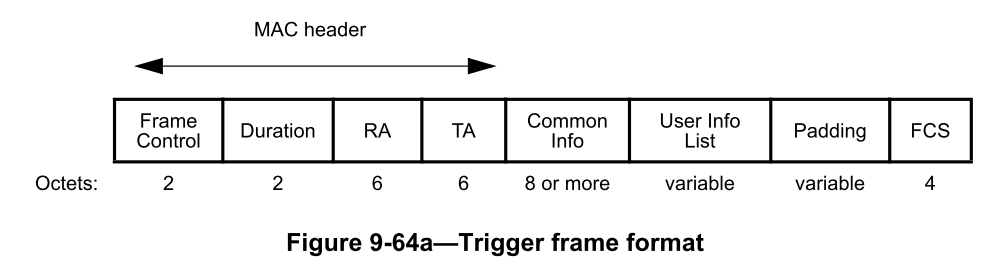 MAC header
Frame Control Duration RA TA Common Info User Info List Padding FCS
Octets: 2 2 6 6 8 or more variable variable 4
Figure 9-64a—Trigger frame format